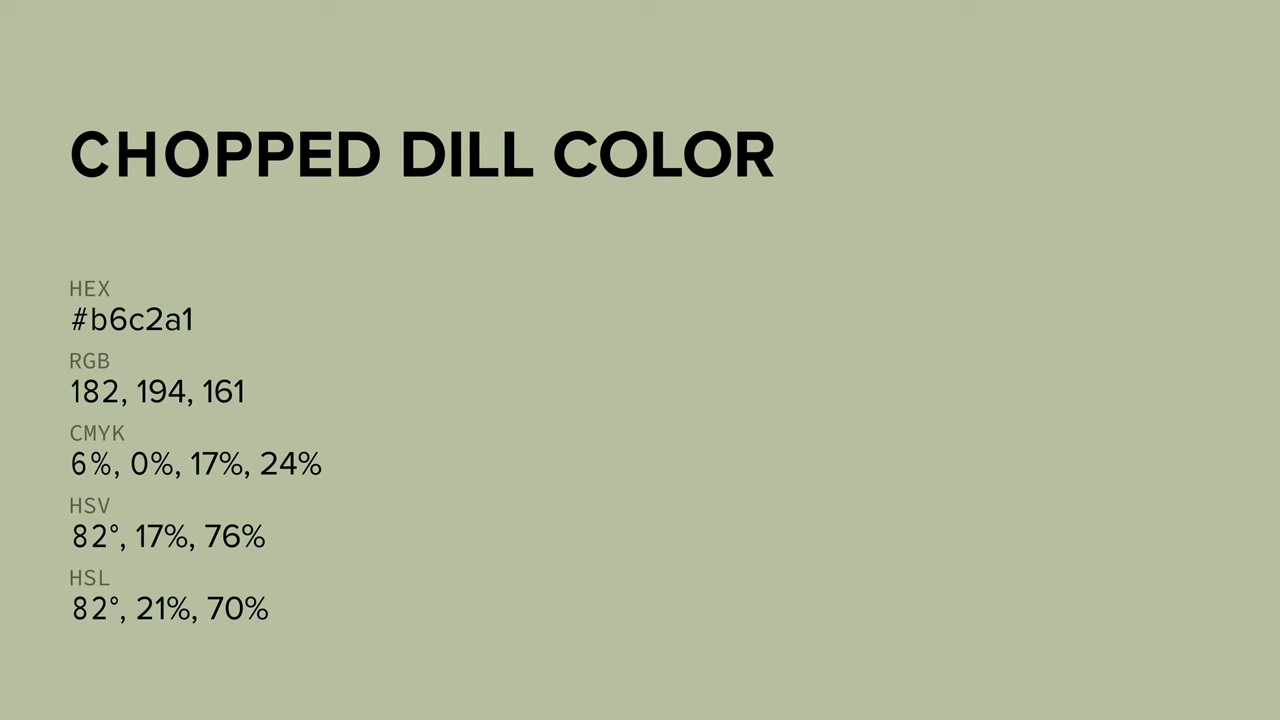 CHOPPED DILL COLOR
HEX
#b6c2a1
RGB
182, 194, 161
CMYK
6%, 0%, 17%, 24%
HSV
82°, 17%, 76%
HSL
82°, 21%, 70%